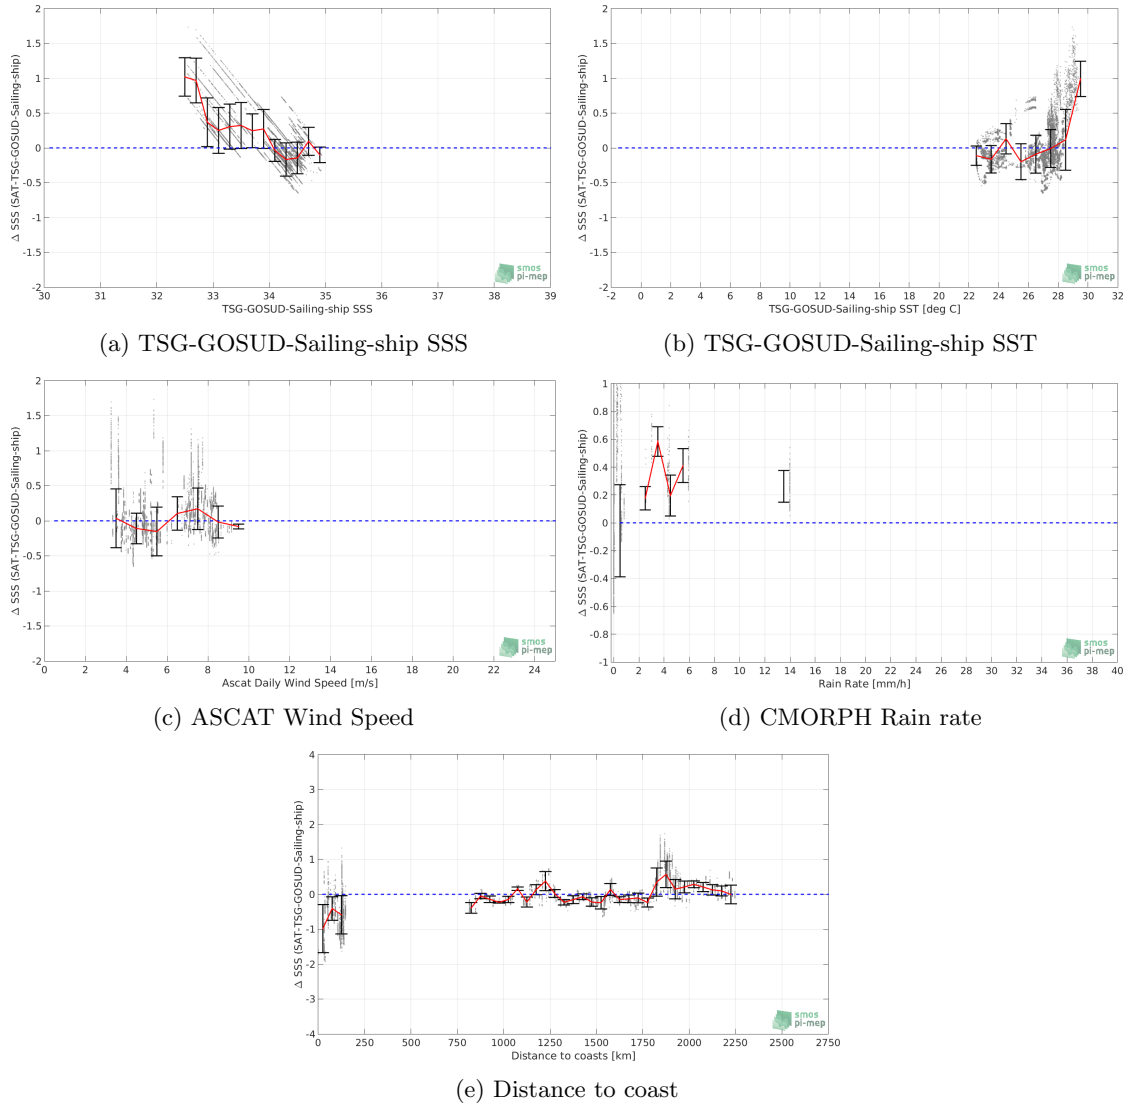 2
1.5
1
0.5
0
-0.5
-1
-1.5
-2
Δ SSS (SAT-TSG-GOSUD-Sailing-ship)
30 31 32 33 34 35 36 37 38 39
TSG-GOSUD-Sailing-ship SSS
smos
pi-mep
(a) TSG-GOSUD-Sailing-ship SSS
2
1.5
1
0.5
0
-0.5
-1
-1.5
-2
Δ SSS (SAT-TSG-GOSUD-Sailing-ship)
-2 0 2 4 6 8 10 12 14 16 18 20 22 24 26 28 30 32
TSG-GOSUD-Sailing-ship SST [deg C]
smos
pi-mep
(b) TSG-GOSUD-Sailing-ship SST
2
1.5
1
0.5
0
-0.5
-1
-1.5
-2
Δ SSS (SAT-TSG-GOSUD-Sailing-ship)
0 2 4 6 8 10 12 14 16 18 20 22 24
Ascat Daily Wind Speed [m/s]
smos
pi-mep
(c) ASCAT Wind Speed
1
0.8
0.6
0.4
0.2
0
-0.2
-0.4
-0.6
-0.8
-1
Δ SSS (SAT-TSG-GOSUD-Sailing-ship)
0 2 4 6 8 10 12 14 16 18 20 22 24 26 28 30 32 34 36 38 40
Rain Rate [mm/h]
smos
pi-mep
(d) CMORPH Rain rate
4
3
2
1
0
-1
-2
-3
-4
Δ SSS (SAT-TSG-GOSUD-Sailing-ship)
0 250 500 750 1000 1250 1500 1750 2000 2250 2500 2750
Distance to coasts [km]
smos
pi-mep
(e) Distance to coast